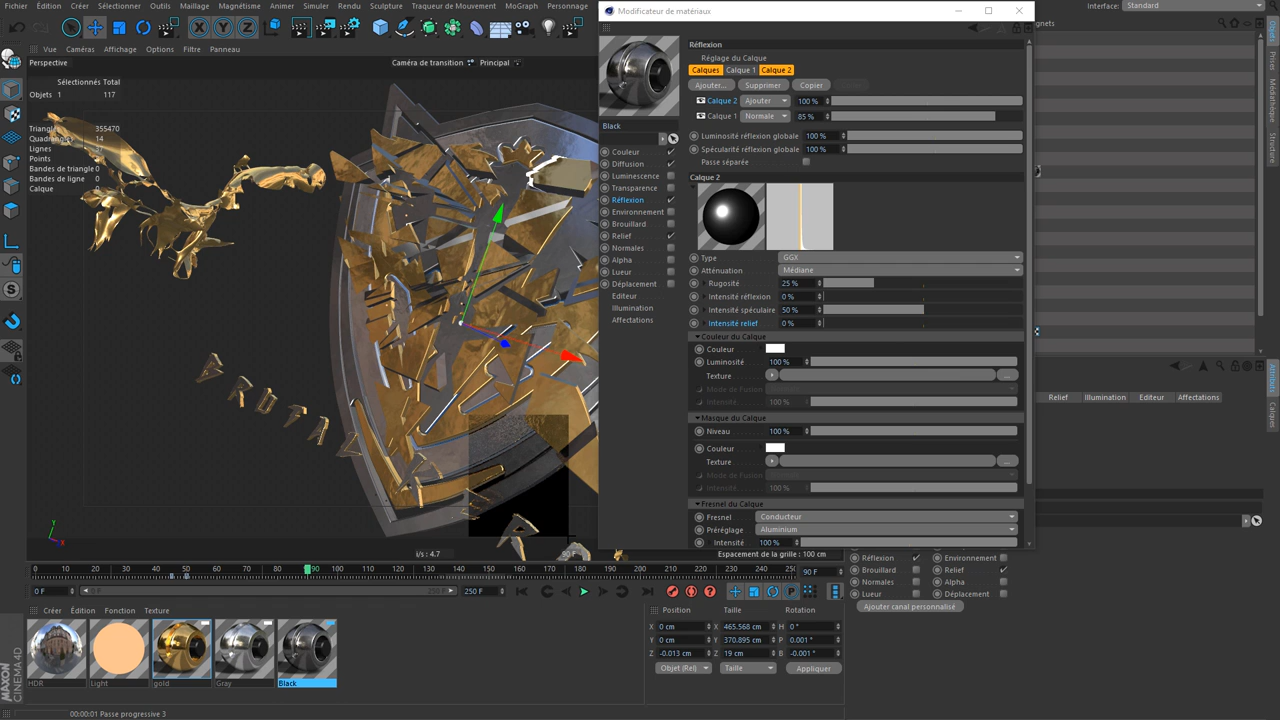 Fichier Édition Créer Sélectionner Outils Maillage Magnétisme Animer Simuler Rendu Sculpture Traqueur de Mouvement MoGraph Personnage
Modificateur de matériaux
Interface: Standard
Vue Caméras Affichage Options Filtre Panneau
Perspective
Caméra de transition
Principal
Sélectionnés Total
Objets 1 117
Triangles 355470
Lignes
Points
Bandes de triangle 0
Bandes de ligne 0
Calque 0
ARDPAA
i/s : 4.7
90 F
Espacement de la grille : 100 cm
Réflexion
Réglage du Calque
Calques Calque 1 Calque 2
Ajouter... Supprimer Copier
Calque 2 Ajouter 100 %
Calque 1 Normale 85 %
Luminosité réflexion globale 100 %
Spécularité réflexion globale 100 %
Passe séparée
Calque 2
Type GGX
Atténuation Médiane
Rugosité 25 %
Intensité réflexion 0 %
Intensité spéculaire 50 %
Intensité relief 0 %
Couleur du Calque
Couleur
Luminosité 100 %
Texture ...
Mode de Fusion
Intensité 100 %
Masque du Calque
Niveau 100 %
Couleur
Texture ...
Mode de Fusion
Intensité 100 %
Fresnel du Calque
Fresnel Conducteur
Préréglage Aluminium
Intensité 100 %
Black
Couleur
Diffusion
Luminescence
Transparence
Réflexion
Environnement
Brouillard
Relief
Normales
Alpha
Lueur
Déplacement
Editeur
Illumination
Affectations
Objets
Prises
Médiathèque
Structure
Attributs
Calques
Relief Illumination Editeur Affectations
Réflexion Environnement
Brouillard Relief
Normales Alpha
Lueur Déplacement
Ajouter canal personnalisé
0 10 20 30 40 50 60 70 80 90 100 110 120 130 140 150 160 170 180 190 200 210 220 230 240 250
90 F
0 F
0 F
250 F
250 F
Créer Édition Fonction Texture
HDR Light gold Gray Black
Position Taille Rotation
X 0 cm X 465.568 cm H 0 °
Y 0 cm Y 370.895 cm P 0.001 °
Z -0.013 cm Z 19 cm B -0.001 °
Objet (Rel) Taille Appliquer
MAXON
CINEMA 4D
00:00:01 Passe progressive 3